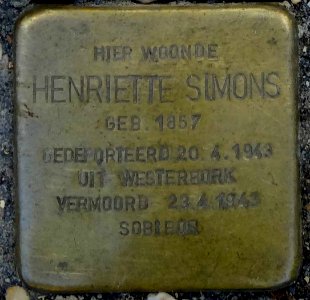 HIER WOONDE
HENRIETTE SIMONS
GEB. 1857
GEDEPORTEERD 20.4.1943
UIT WESTERBORK
VERMOORD 23.4.1943
SOBIBOR